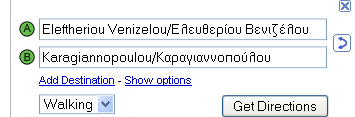 A Eleftheriou Venizelou/Ελευθερίου Βενιζέλου
B Karagiannopoulou/Καραγιαννοπούλου
Add Destination - Show options
Walking Get Directions